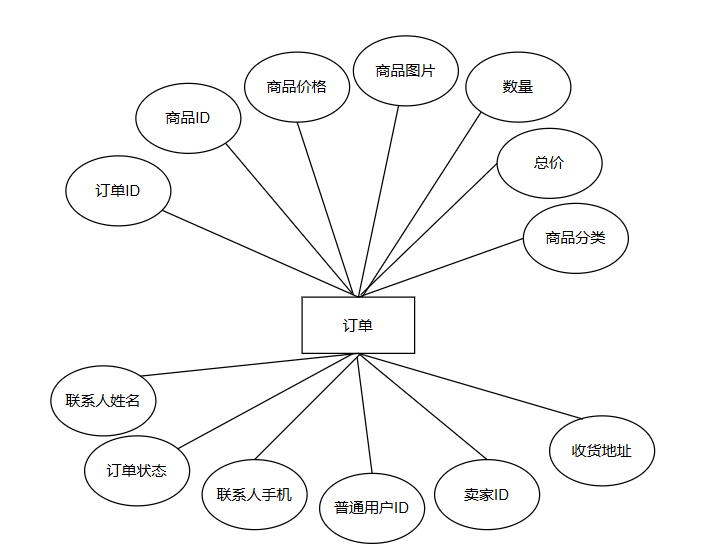 商品图片
商品价格
数量
商品ID
总价
订单ID
商品分类
订单
联系人姓名
收货地址
订单状态
联系人手机
卖家ID
普通用户ID